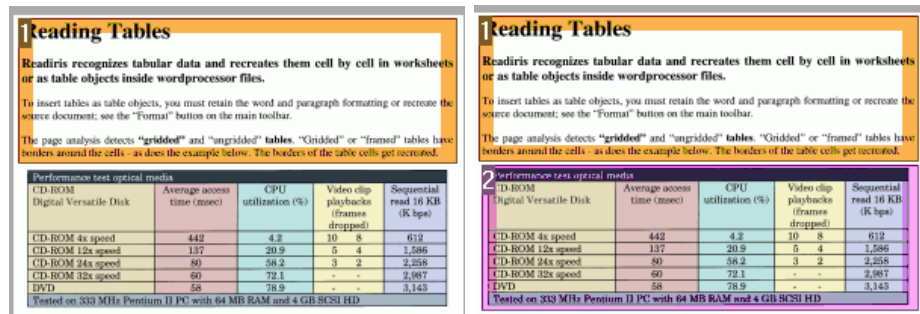 1
Reading Tables
Readiris recognizes tabular data and recreates them cell by cell in worksheets
or as table objects inside wordprocessor files.
To insert tables as table objects, you must retain the word and paragraph formatting or recreate the
source document; see the "Format" button on the main toolbar.
The page analysis detects "gridded" and "ungridded" tables. "Gridded" or "framed" tables have
borders around the cells - as does the example below. The borders of the table cells get recreated.
Performance test optical media
CD-ROM Average access CPU Video clip Sequential
Digital Versatile Disk time (msec) utilization (%) playbacks read 16 KB
(frames (K bps)
dropped)
CD-ROM 4x speed 442 4.2 10 8 612
CD-ROM 12x speed 137 20.9 5 4 1,586
CD-ROM 24x speed 80 58.2 3 2 2,258
CD-ROM 32x speed 60 72.1 - - 2,987
DVD 58 78.9 - - 3,143
Tested on 333 MHz Pentium II PC with 64 MB RAM and 4 GB SCSI HD
1
Reading Tables
Readiris recognizes tabular data and recreates them cell by cell in worksheets
or as table objects inside wordprocessor files.
To insert tables as table objects, you must retain the word and paragraph formatting or recreate the
source document; see the "Format" button on the main toolbar.
The page analysis detects "gridded" and "ungridded" tables. "Gridded" or "framed" tables have
borders around the cells - as does the example below. The borders of the table cells get recreated.
2
Performance test optical media
CD-ROM Average access CPU Video clip Sequential
Digital Versatile Disk time (msec) utilization (%) playbacks read 16 KB
(frames (K bps)
dropped)
CD-ROM 4x speed 442 4.2 10 8 612
CD-ROM 12x speed 137 20.9 5 4 1,586
CD-ROM 24x speed 80 58.2 3 2 2,258
CD-ROM 32x speed 60 72.1 - - 2,987
DVD 58 78.9 - - 3,143
Tested on 333 MHz Pentium II PC with 64 MB RAM and 4 GB SCSI HD